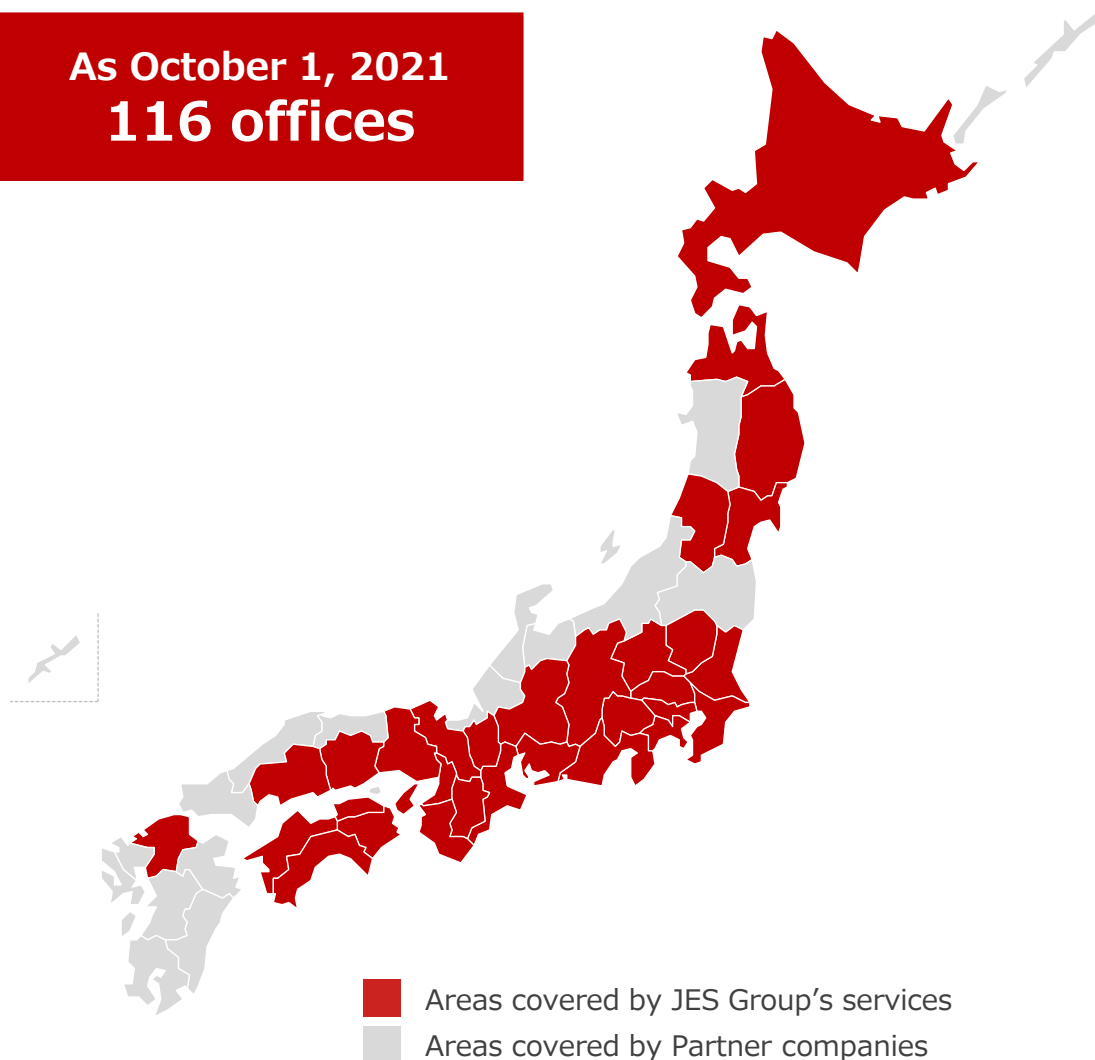 As October 1, 2021
116 offices
Areas covered by JES Group’s services
Areas covered by Partner companies